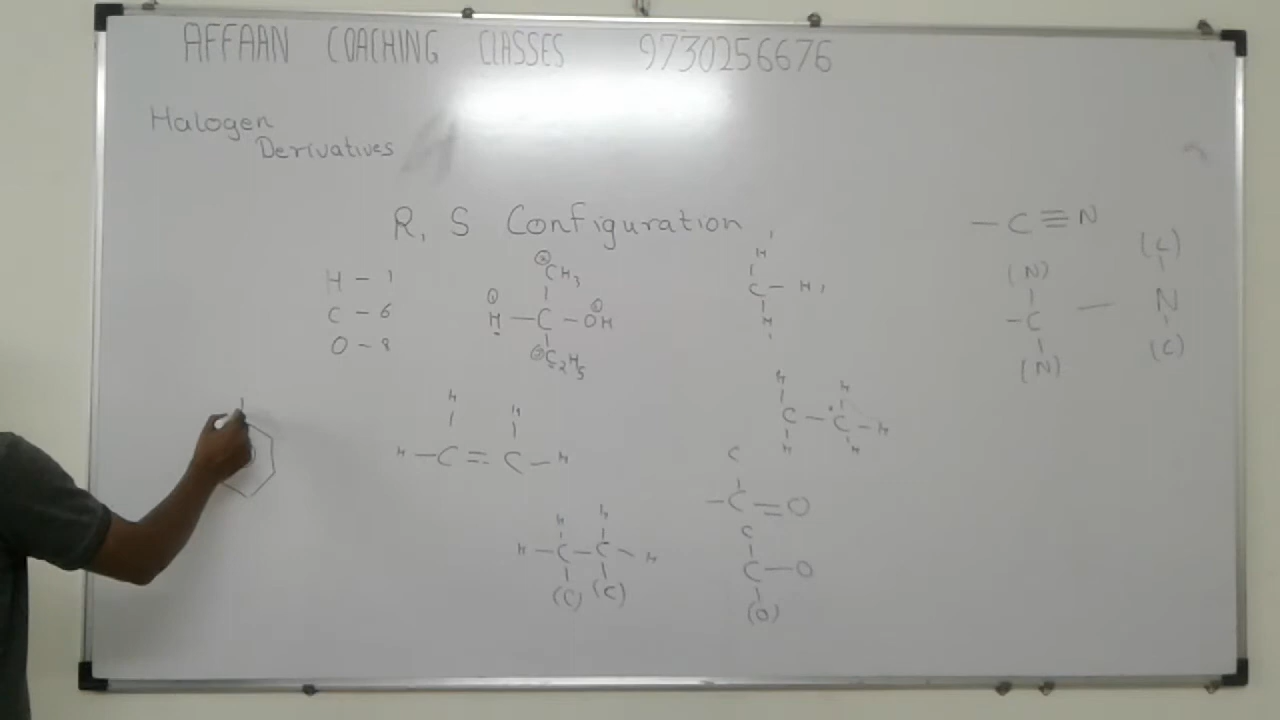 AFFAAN COACHING CLASSES 9730256676
Halogen
Derivatives
R, S Configuration
H - 1
C - 6
O - 8
CH3
H - C - OH
C2H5
H
C - H
H
- C ≡ N
(N)
- C
(N)
-
(C)
N
(C)
H H
H - C = C - H
H H
C - C - H
H H
C
- C = O
H H
H - C - C - H
(C) (C)
C
C - O
(O)